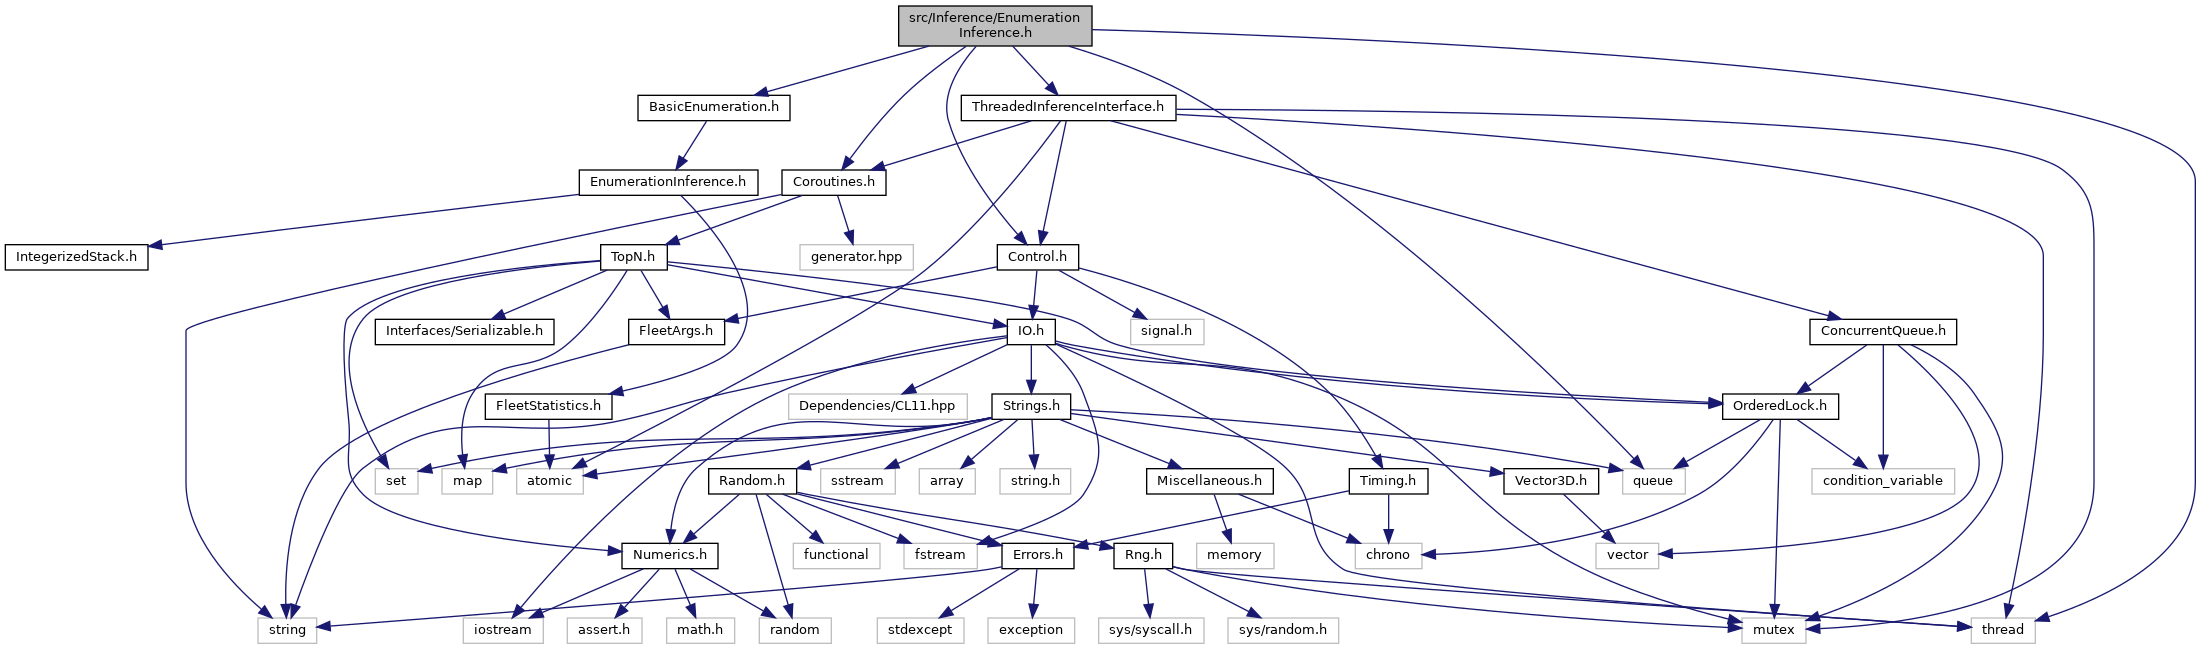 src/Inference/Enumeration
Inference.h
BasicEnumeration.h
ThreadedInferenceInterface.h
EnumerationInference.h
Coroutines.h
IntegerizedStack.h
TopN.h
generator.hpp
Control.h
Interfaces/Serializable.h
FleetArgs.h
IO.h
signal.h
ConcurrentQueue.h
FleetStatistics.h
Dependencies/CL11.hpp
Strings.h
OrderedLock.h
set
map
atomic
Random.h
sstream
array
string.h
Miscellaneous.h
Timing.h
Vector3D.h
queue
condition_variable
Numerics.h
functional
fstream
Errors.h
Rng.h
memory
chrono
vector
string
iostream
assert.h
math.h
random
stdexcept
exception
sys/syscall.h
sys/random.h
mutex
thread